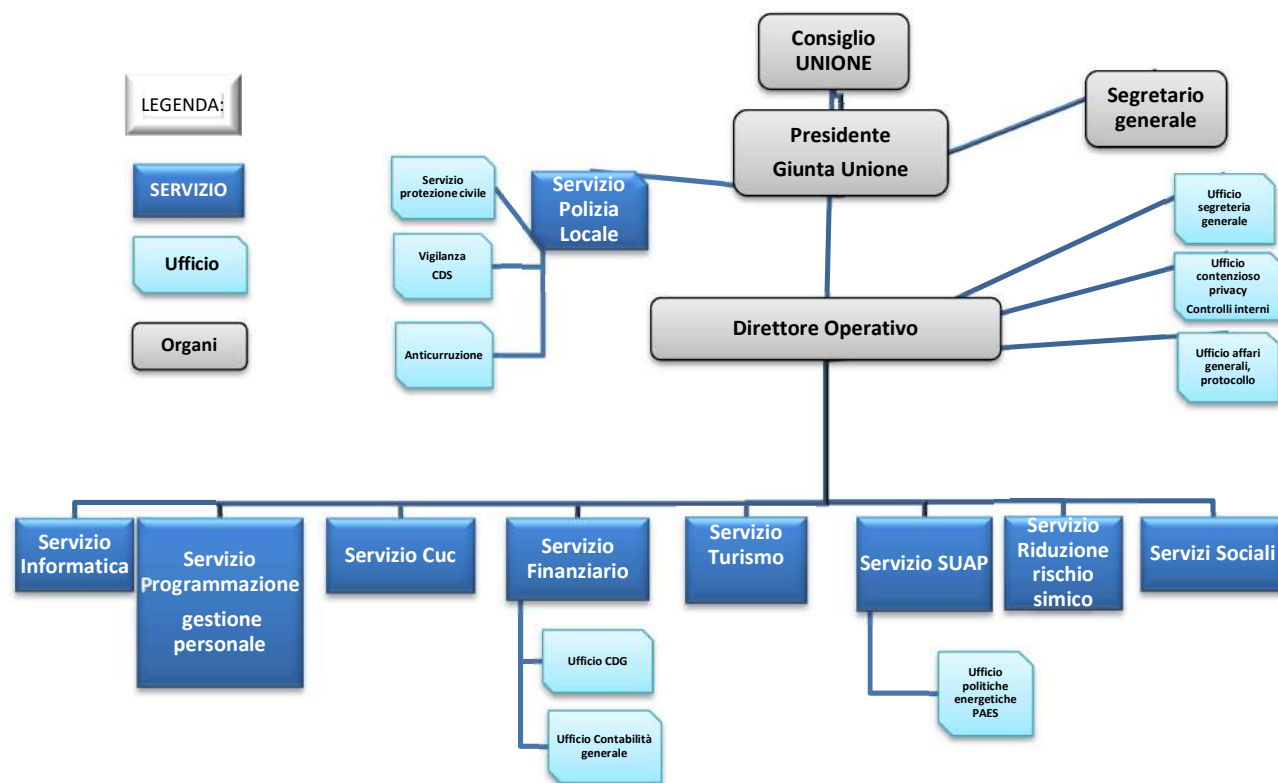 Consiglio
UNIONE
LEGENDA:
Segretario
generale
Presidente
Giunta Unione
SERVIZIO
Servizio
protezione civile
Servizio
Polizia
Locale
Ufficio
segreteria
generale
Ufficio
Vigilanza
CDS
Ufficio
contenzioso
privacy
Controlli interni
Direttore Operativo
Organi
Anticurruzione
Ufficio affari
generali,
protocollo
Servizio
Informatica
Servizio
Programmazione
gestione
personale
Servizio Cuc
Servizio
Finanziario
Servizio
Turismo
Servizio SUAP
Servizio
Riduzione
rischio
simico
Servizi Sociali
Ufficio CDG
Ufficio Contabilità
generale
Ufficio
politiche
energetiche
PAES